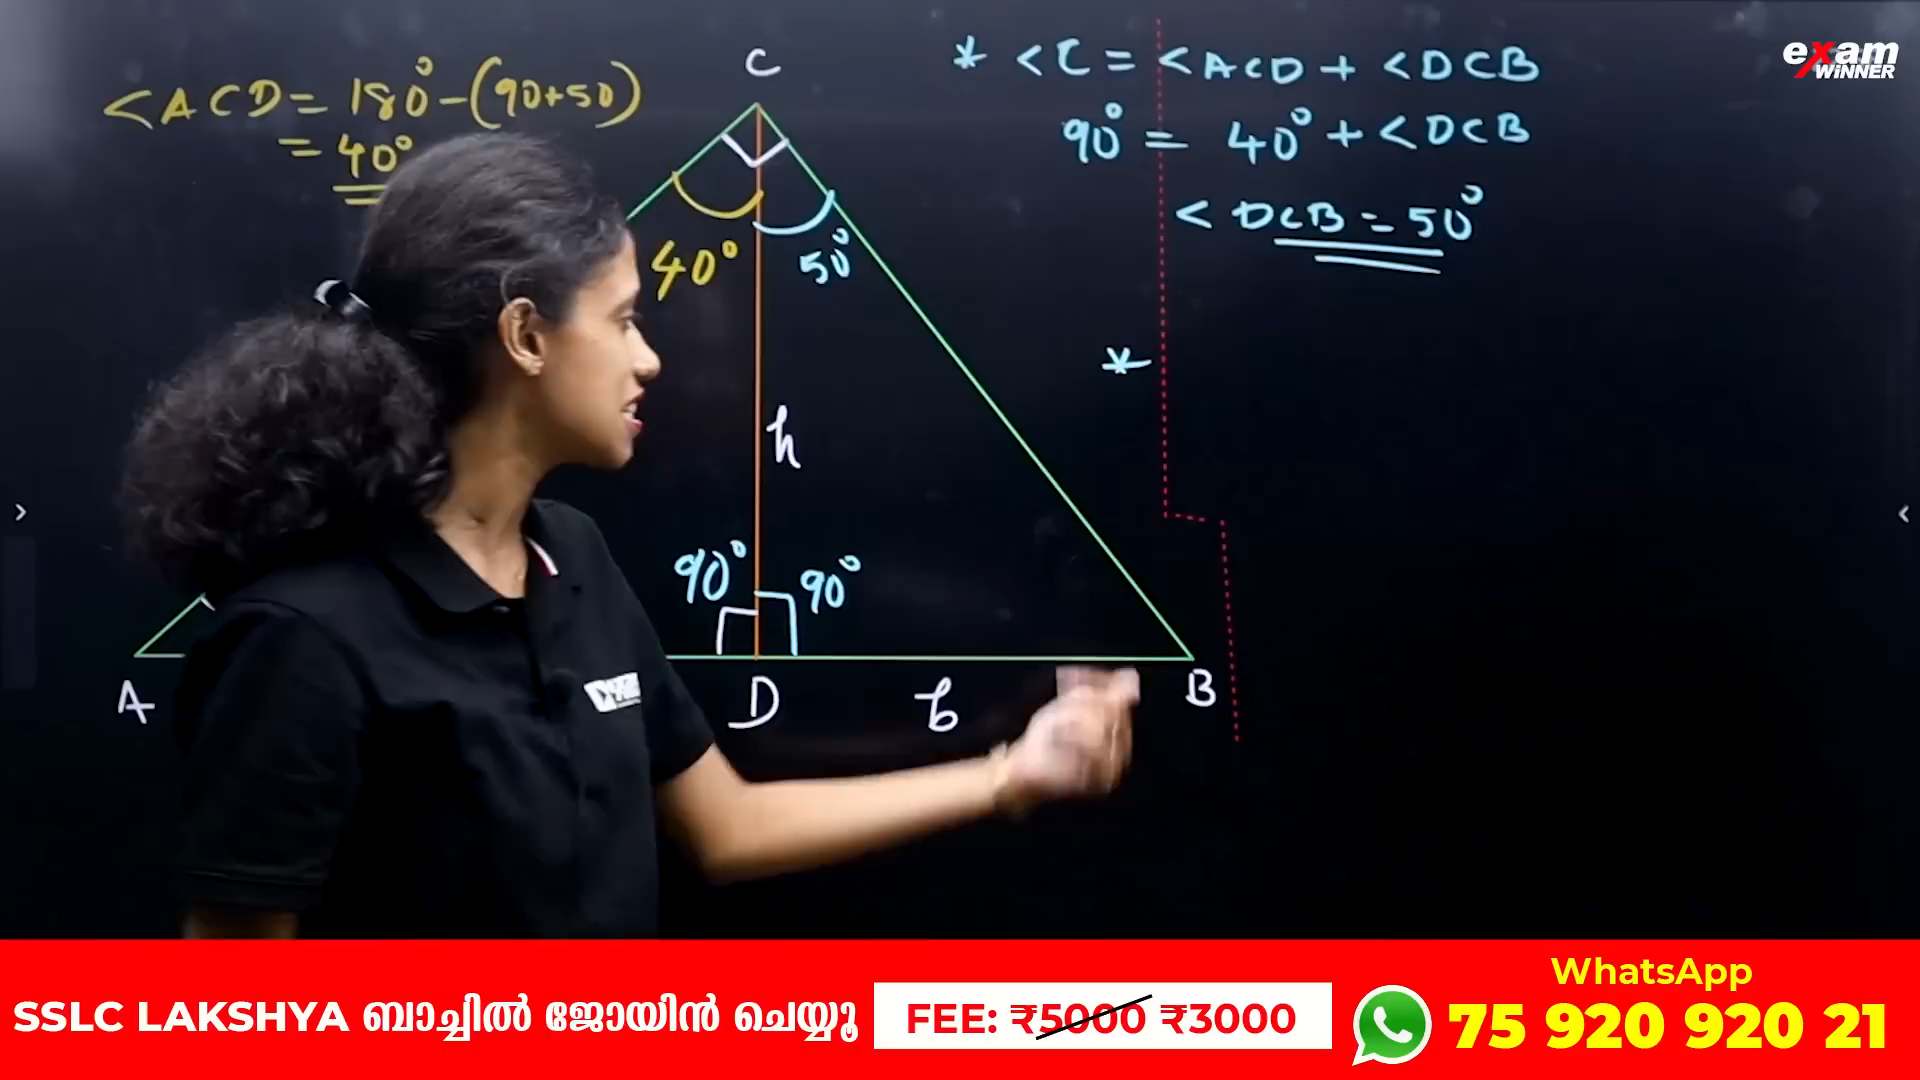 C
<ACD = 180° - (90+50)
= 40°
* <C = <ACD + <DCB
90° = 40° + <DCB
<DCB = 50°
exam
WINNER
40°
50°
*
h
90°
90°
A
D
b
B
SSLC LAKSHYA ബാച്ചിൽ ജോയിൻ ചെയ്യൂ
FEE: ₹5000 ₹3000
WhatsApp
75 920 920 21